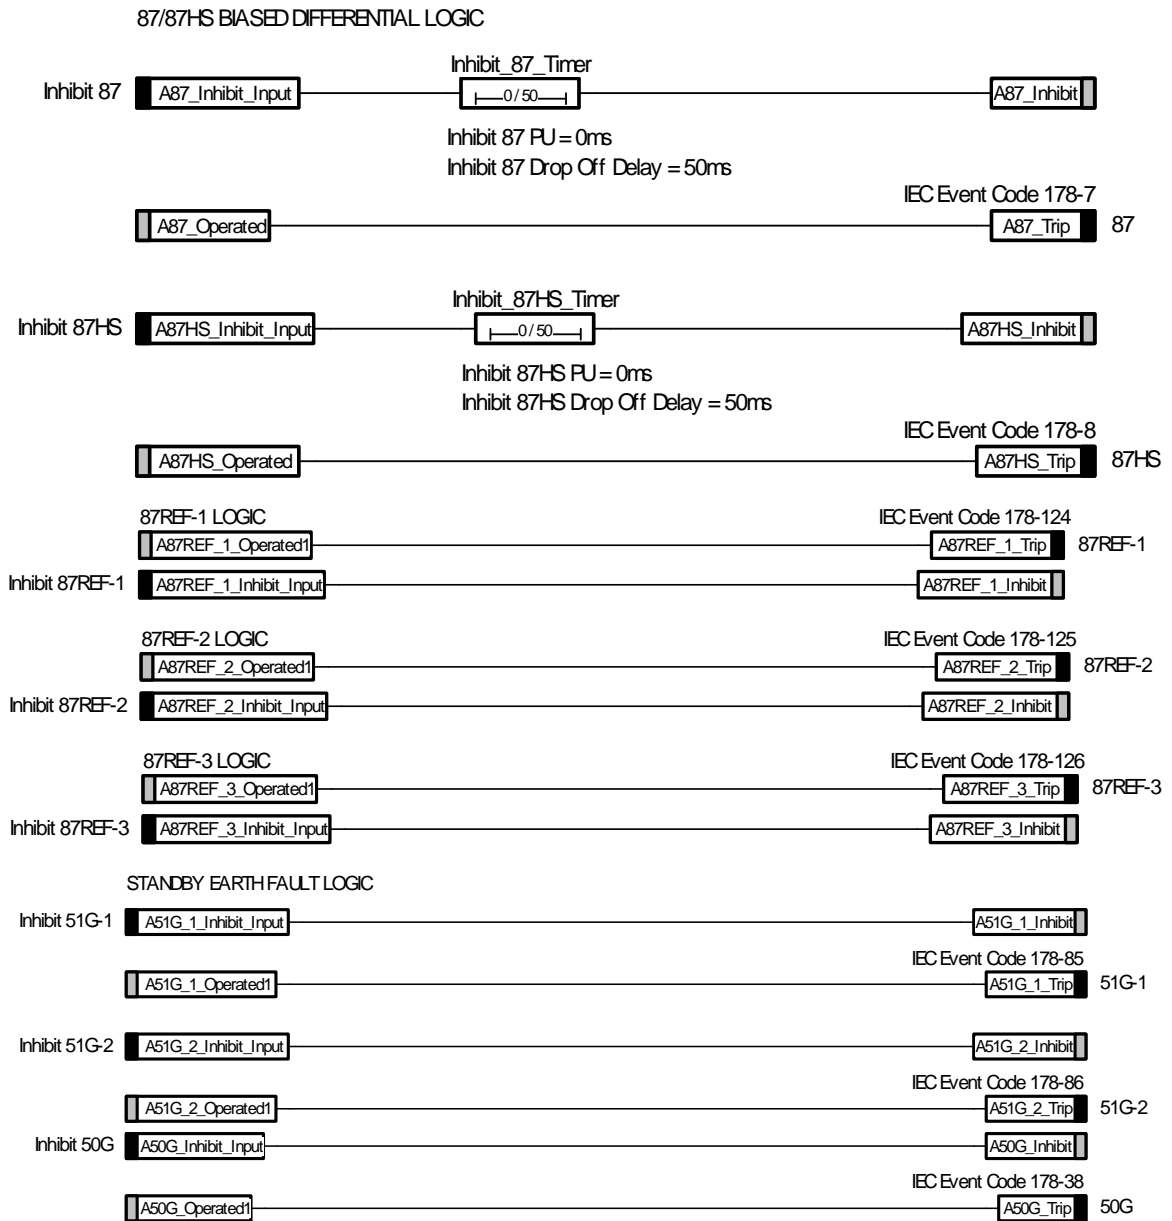 87/87HS BIASED DIFFERENTIAL LOGIC
Inhibit_87_Timer
Inhibit 87 A87_Inhibit_Input 0/50 A87_Inhibit
Inhibit 87 PU = 0ms
Inhibit 87 Drop Off Delay = 50ms
IEC Event Code 178-7
A87_Operated A87_Trip 87
Inhibit_87HS_Timer
Inhibit 87HS A87HS_Inhibit_Input 0/50 A87HS_Inhibit
Inhibit 87HS PU = 0ms
Inhibit 87HS Drop Off Delay = 50ms
IEC Event Code 178-8
A87HS_Operated A87HS_Trip 87HS
87REF-1 LOGIC IEC Event Code 178-124
A87REF_1_Operated1 A87REF_1_Trip 87REF-1
Inhibit 87REF-1 A87REF_1_Inhibit_Input A87REF_1_Inhibit
87REF-2 LOGIC IEC Event Code 178-125
A87REF_2_Operated1 A87REF_2_Trip 87REF-2
Inhibit 87REF-2 A87REF_2_Inhibit_Input A87REF_2_Inhibit
87REF-3 LOGIC IEC Event Code 178-126
A87REF_3_Operated1 A87REF_3_Trip 87REF-3
Inhibit 87REF-3 A87REF_3_Inhibit_Input A87REF_3_Inhibit
STANDBY EARTH FAULT LOGIC
Inhibit 51G-1 A51G_1_Inhibit_Input A51G_1_Inhibit
IEC Event Code 178-85
A51G_1_Operated1 A51G_1_Trip 51G-1
Inhibit 51G-2 A51G_2_Inhibit_Input A51G_2_Inhibit
IEC Event Code 178-86
A51G_2_Operated1 A51G_2_Trip 51G-2
Inhibit 50G A50G_Inhibit_Input A50G_Inhibit
IEC Event Code 178-38
A50G_Operated1 A50G_Trip 50G